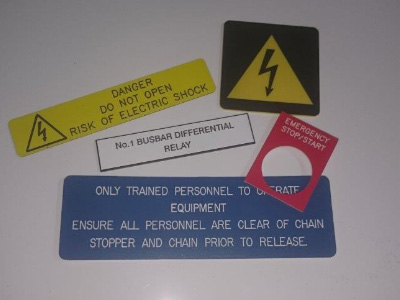 DANGER
DO NOT OPEN
RISK OF ELECTRIC SHOCK
No.1 BUSBAR DIFFERENTIAL
RELAY
EMERGENCY
STOP/START
ONLY TRAINED PERSONNEL TO OPERATE
EQUIPMENT
ENSURE ALL PERSONNEL ARE CLEAR OF CHAIN
STOPPER AND CHAIN PRIOR TO RELEASE.